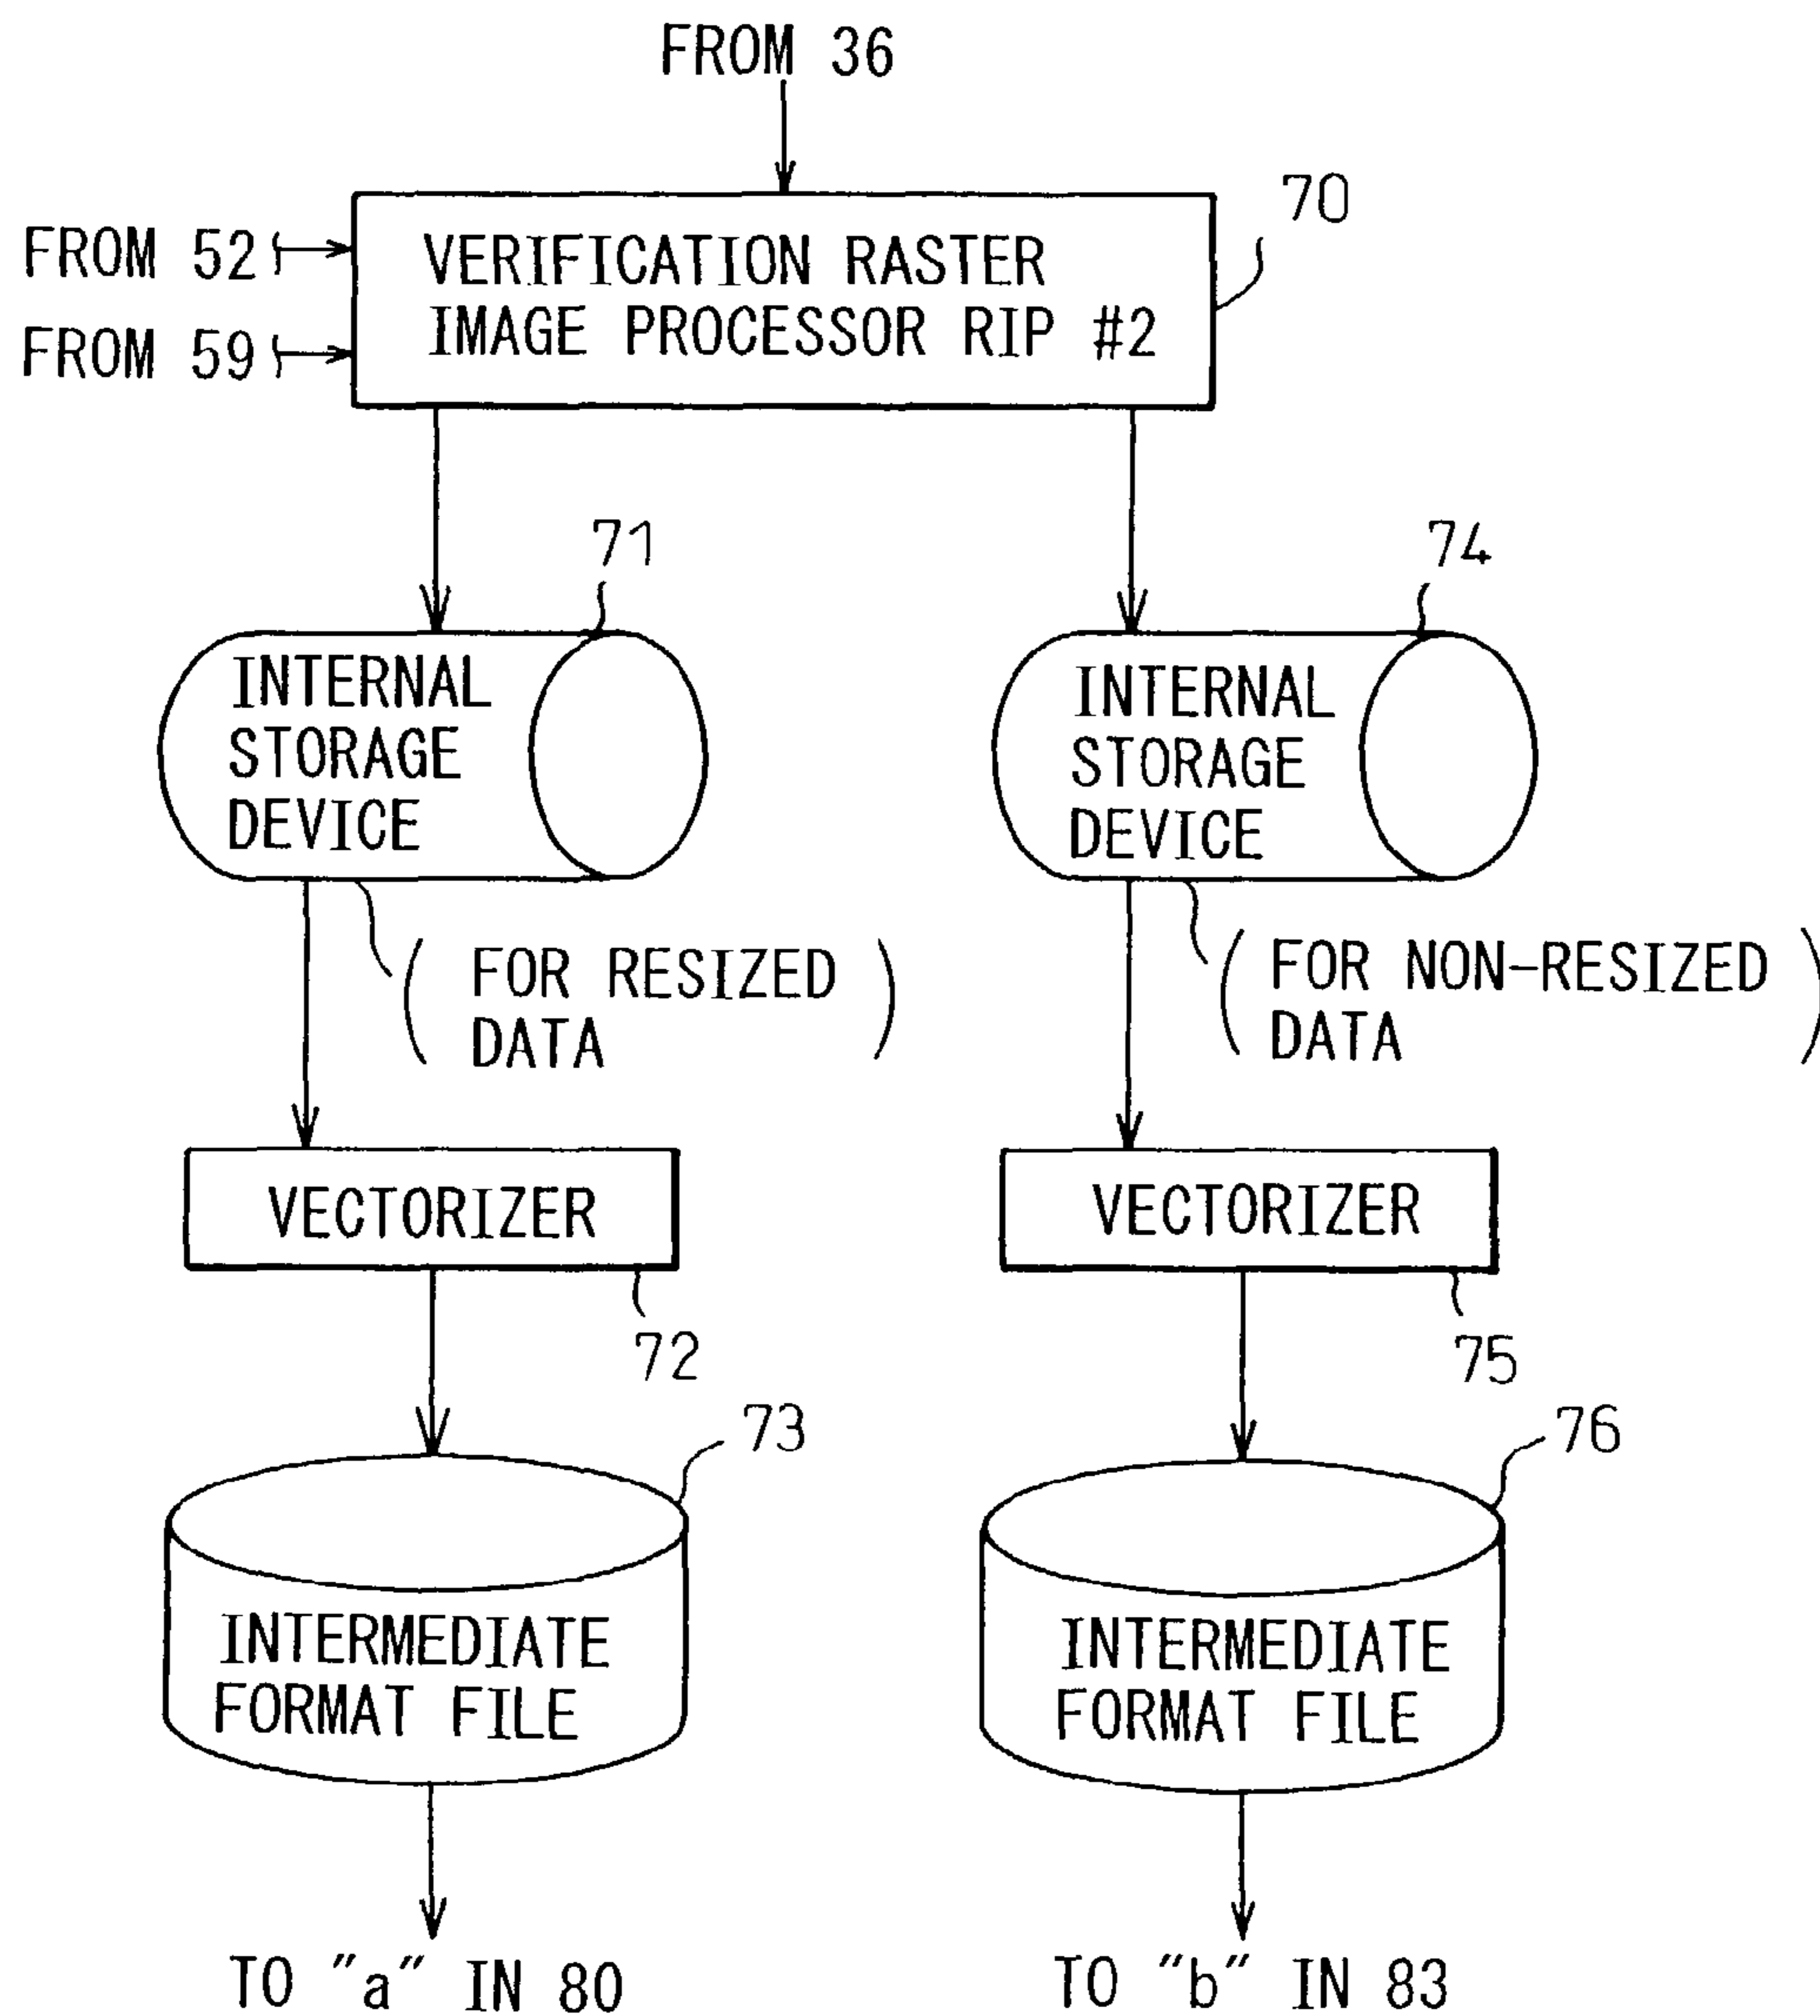 FROM 36
70
FROM 52
VERIFICATION RASTER
IMAGE PROCESSOR RIP #2
FROM 59
71
74
INTERNAL
STORAGE
DEVICE
INTERNAL
STORAGE
DEVICE
( FOR RESIZED
DATA )
( FOR NON-RESIZED
DATA )
VECTORIZER
72
VECTORIZER
75
73
76
INTERMEDIATE
FORMAT FILE
INTERMEDIATE
FORMAT FILE
TO "a" IN 80
TO "b" IN 83